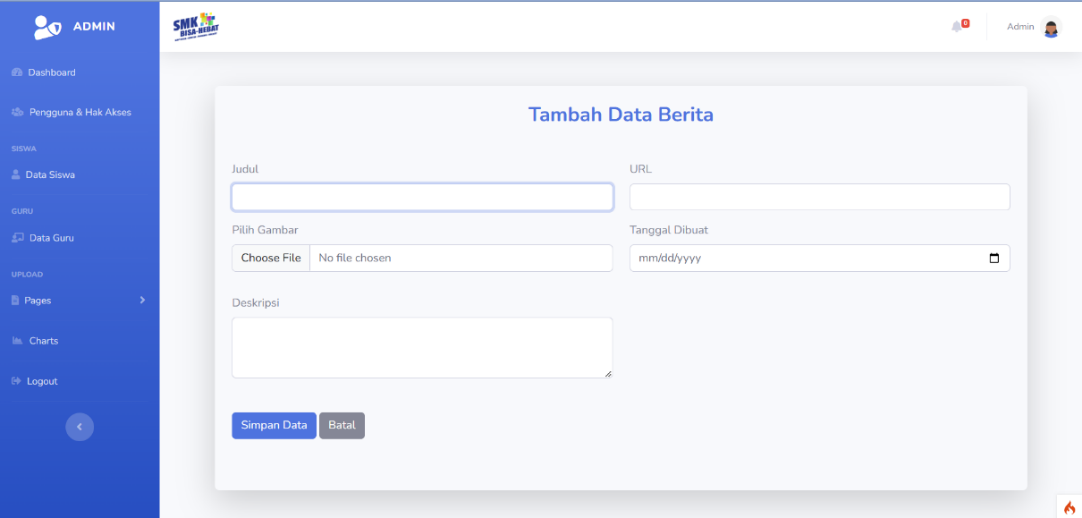 ADMIN
SMK
BISA-HEBAT
0
Admin
Dashboard
Pengguna & Hak Akses
SISWA
Data Siswa
GURU
Data Guru
UPLOAD
Pages
Charts
Logout
Tambah Data Berita
Judul
URL
Pilih Gambar
Tanggal Dibuat
Choose File No file chosen
mm/dd/yyyy
Deskripsi
Simpan Data Batal